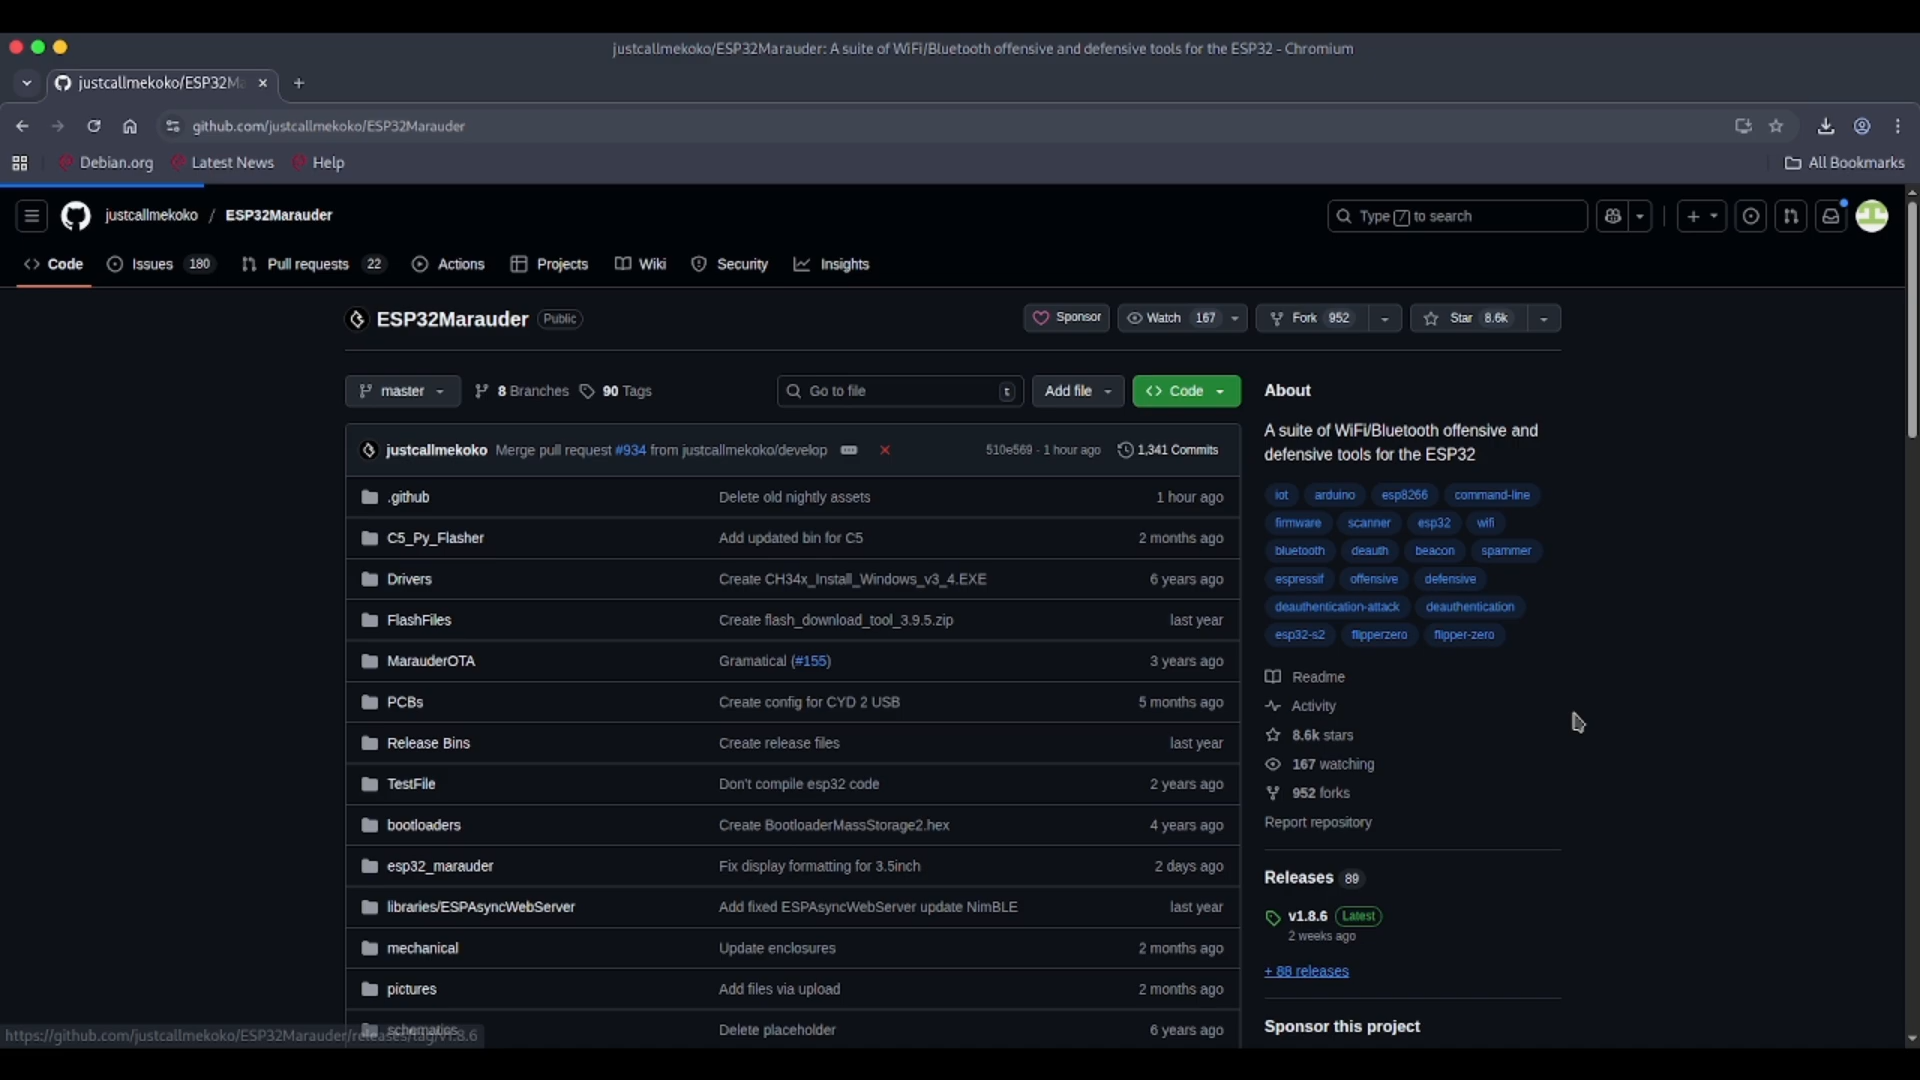 justcallmekoko/ESP32Marauder: A suite of WiFi/Bluetooth offensive and defensive tools for the ESP32 - Chromium
justcallmekoko/ESP32Ma
github.com/justcallmekoko/ESP32Marauder
Debian.org Latest News Help All Bookmarks
justcallmekoko / ESP32Marauder Type / to search
Code Issues 180 Pull requests 22 Actions Projects Wiki Security Insights
ESP32Marauder Public Sponsor Watch 167 Fork 952 Star 8.6k
master 8 Branches 90 Tags Go to file t Add file Code
justcallmekoko Merge pull request #934 from justcallmekoko/develop 510e569 · 1 hour ago 1,341 Commits
.github Delete old nightly assets 1 hour ago
C5_Py_Flasher Add updated bin for C5 2 months ago
Drivers Create CH34x_Install_Windows_v3_4.EXE 6 years ago
FlashFiles Create flash_download_tool_3.9.5.zip last year
MarauderOTA Gramatical (#155) 3 years ago
PCBs Create config for CYD 2 USB 5 months ago
Release Bins Create release files last year
TestFile Don't compile esp32 code 2 years ago
bootloaders Create BootloaderMassStorage2.hex 4 years ago
esp32_marauder Fix display formatting for 3.5inch 2 days ago
libraries/ESPAsyncWebServer Add fixed ESPAsyncWebServer update NimBLE last year
mechanical Update enclosures 2 months ago
pictures Add files via upload 2 months ago
schematics Delete placeholder 6 years ago
About
A suite of WiFi/Bluetooth offensive and
defensive tools for the ESP32
iot arduino esp8266 command-line
firmware scanner esp32 wifi
bluetooth deauth beacon spammer
espressif offensive defensive
deauthentication-attack deauthentication
esp32-s2 flipperzero flipper-zero
Readme
Activity
8.6k stars
167 watching
952 forks
Report repository
Releases 89
v1.8.6 Latest
2 weeks ago
+ 88 releases
Sponsor this project
https://github.com/justcallmekoko/ESP32Marauder/releases/tag/v1.8.6